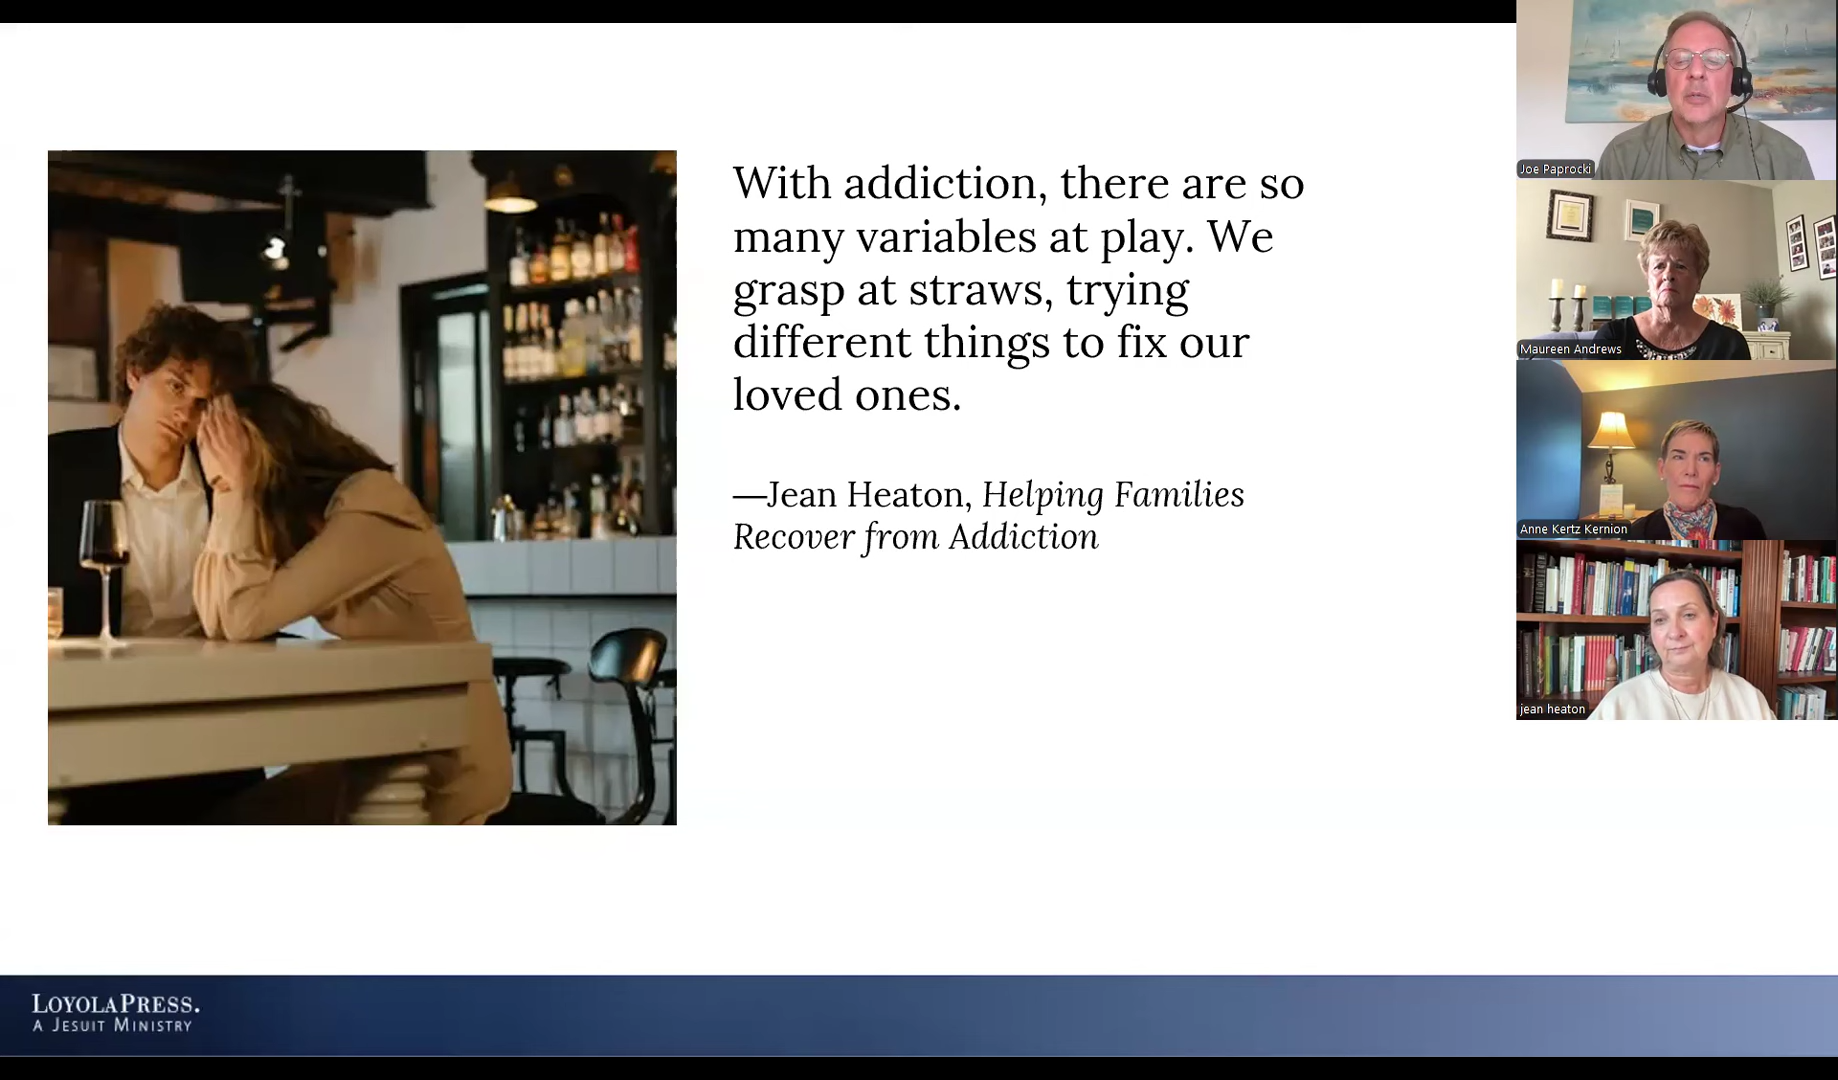 With addiction, there are so
many variables at play. We
grasp at straws, trying
different things to fix our
loved ones.
—Jean Heaton, Helping Families
Recover from Addiction
Joe Paprocki
Maureen Andrews
Anne Kertz Kernion
jean heaton
LOYOLAPRESS.
A JESUIT MINISTRY